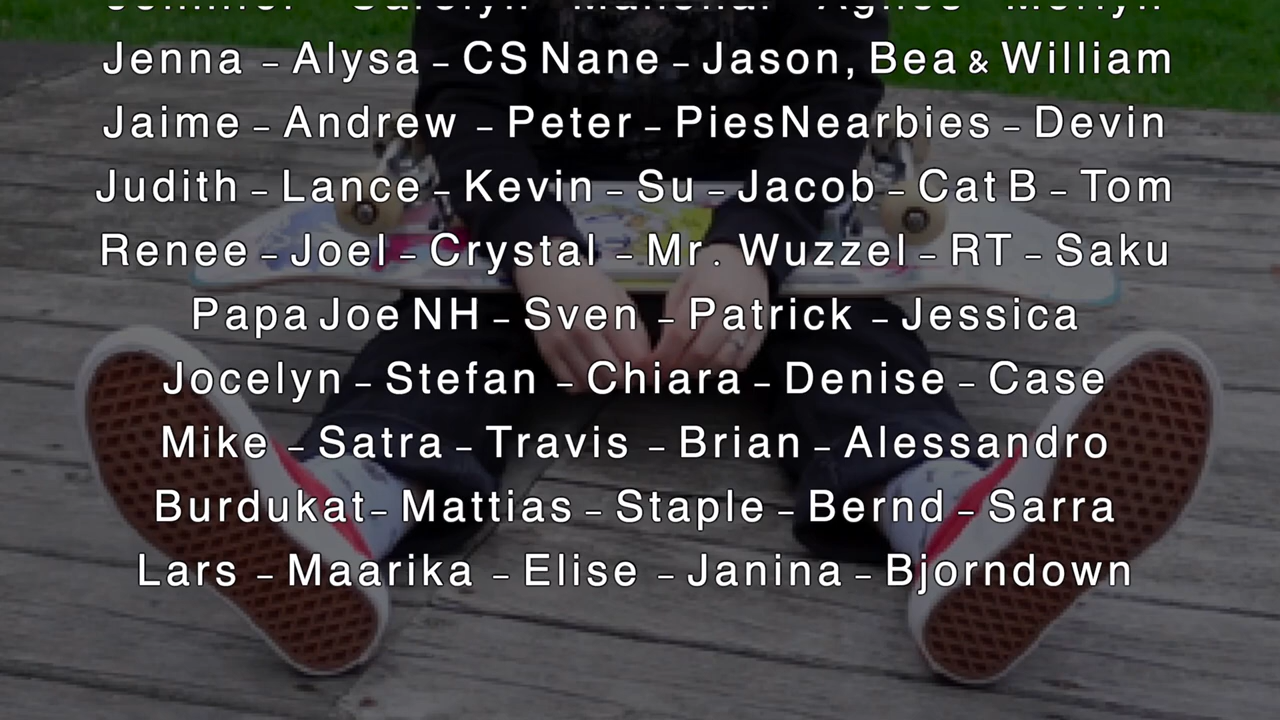 Jenna – Alysa – CS Nane – Jason, Bea & William
Jaime – Andrew – Peter – PiesNearbies – Devin
Judith – Lance – Kevin – Su – Jacob – Cat B – Tom
Renee – Joel – Crystal – Mr. Wuzzel – RT – Saku
Papa Joe NH – Sven – Patrick – Jessica
Jocelyn – Stefan – Chiara – Denise – Case
Mike – Satra – Travis – Brian – Alessandro
Burdukat– Mattias – Staple – Bernd – Sarra
Lars – Maarika – Elise – Janina – Bjorndown